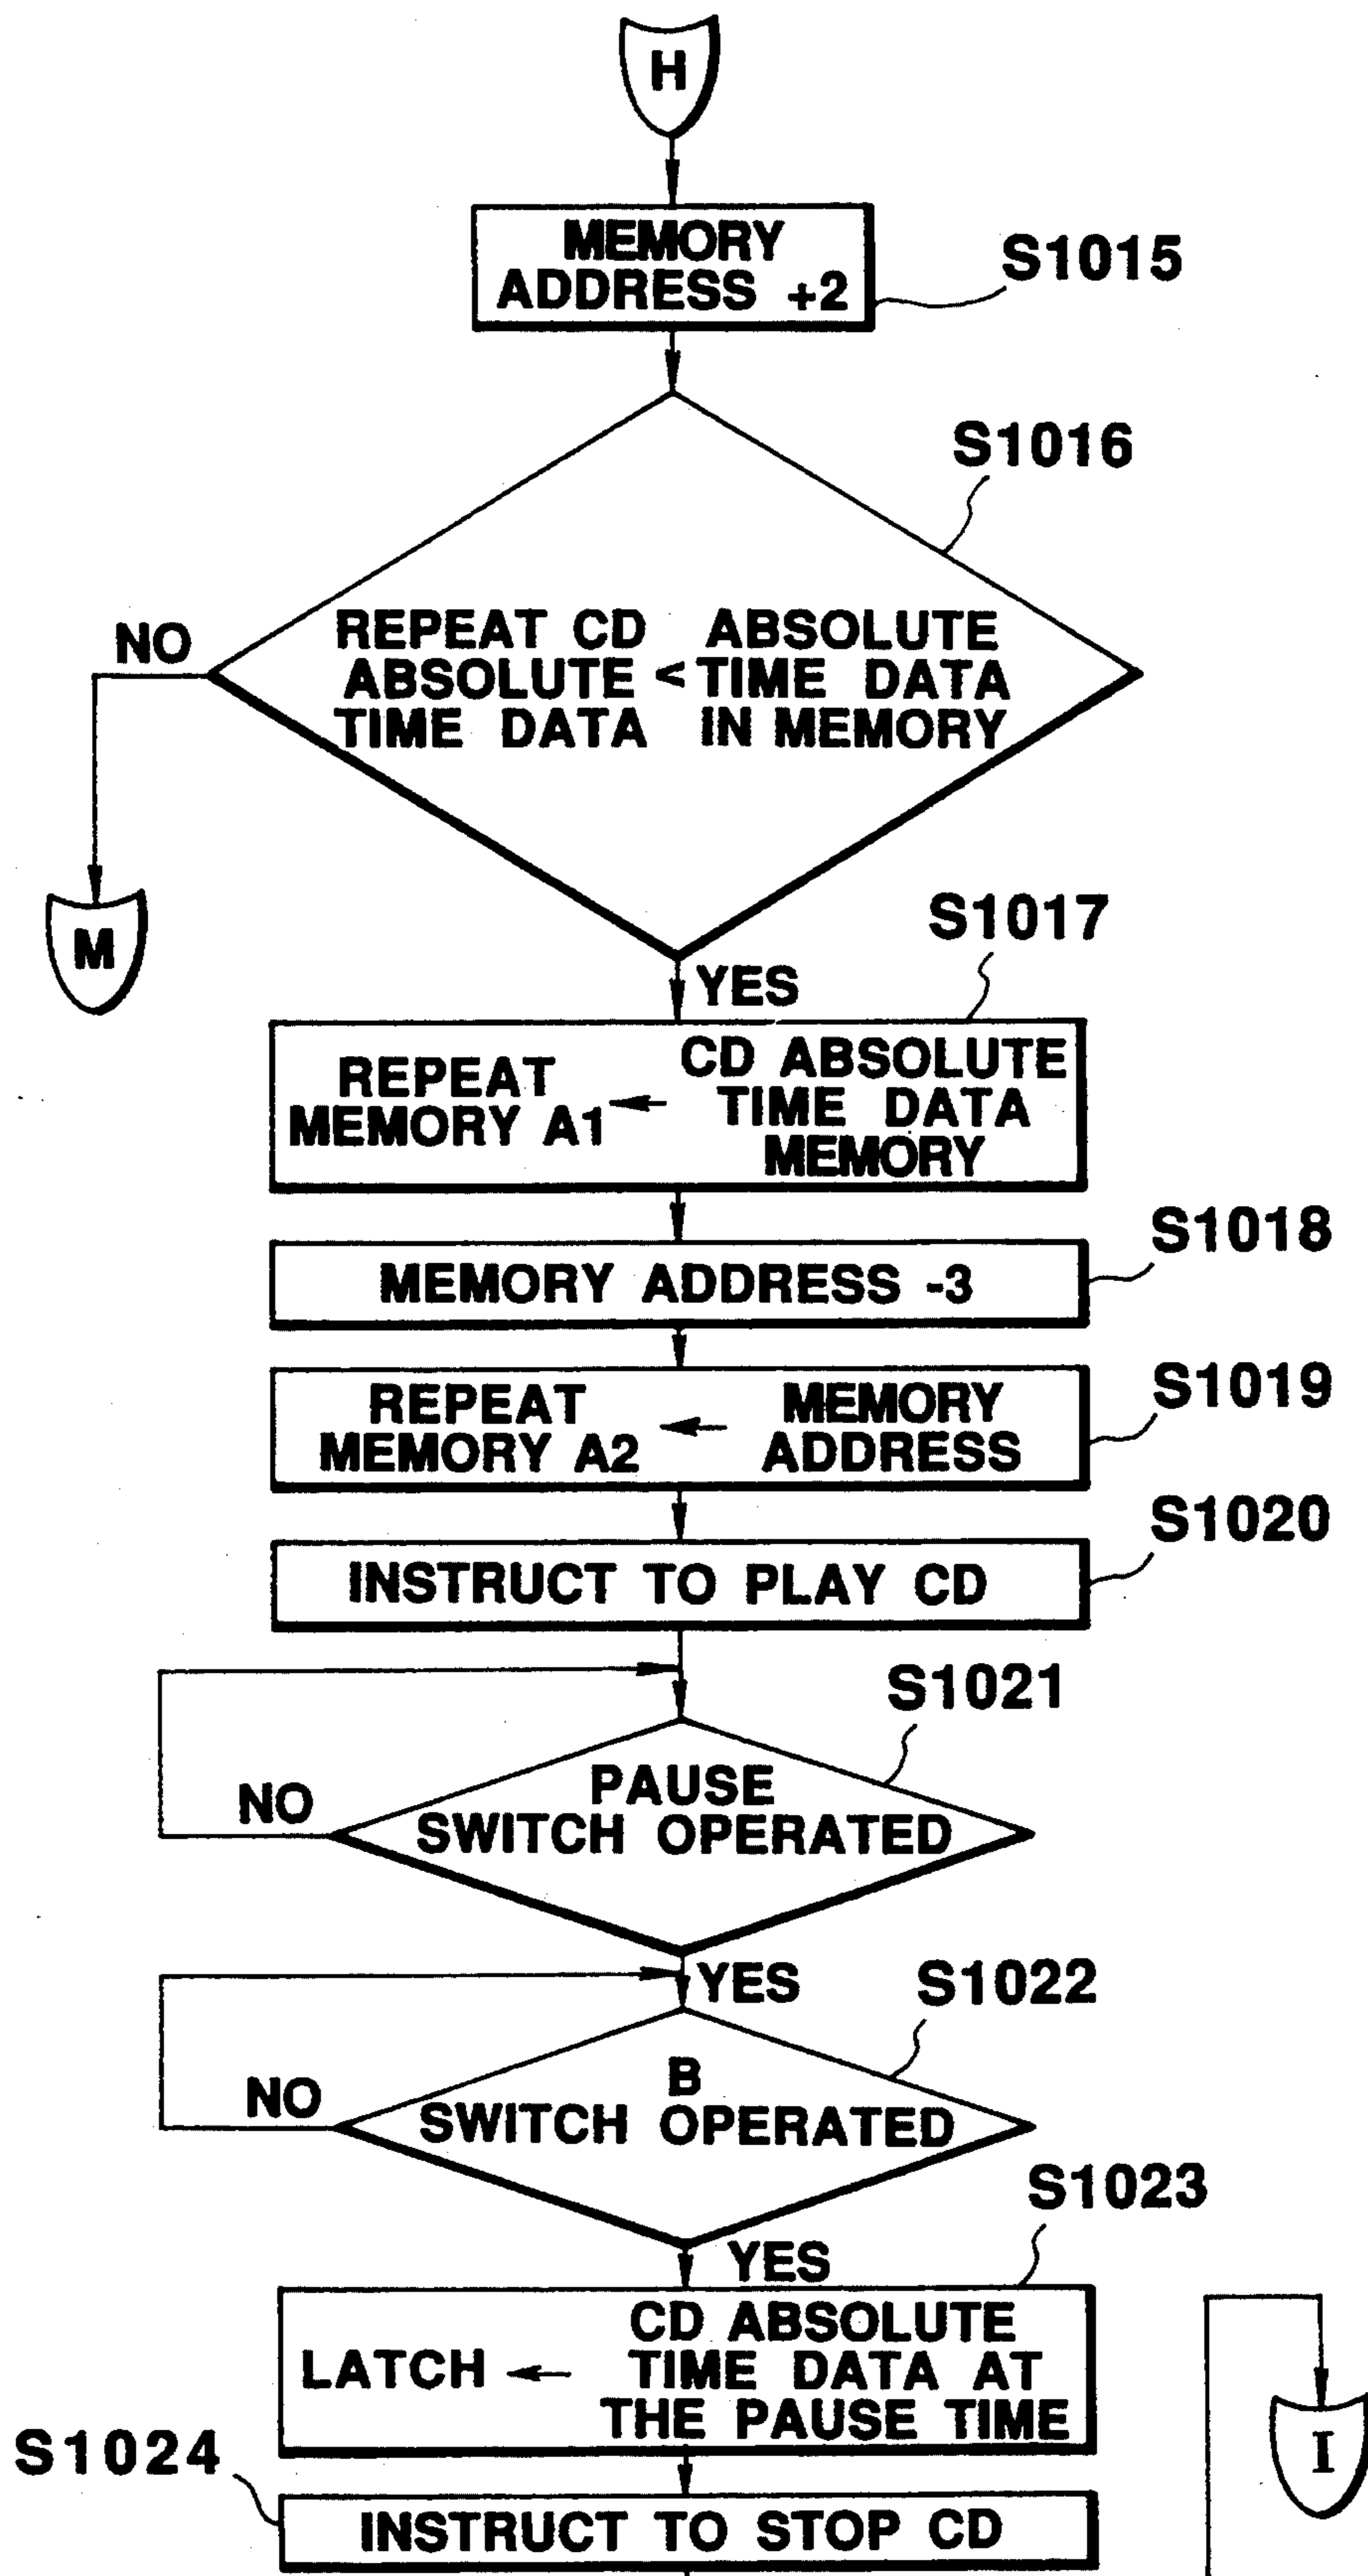 H
MEMORY
ADDRESS +2
S1015
S1016
REPEAT CD ABSOLUTE
ABSOLUTE < TIME DATA
TIME DATA IN MEMORY
NO
M
YES
S1017
REPEAT
MEMORY A1
←
CD ABSOLUTE
TIME DATA
MEMORY
MEMORY ADDRESS -3
S1018
REPEAT
MEMORY A2
←
MEMORY
ADDRESS
S1019
INSTRUCT TO PLAY CD
S1020
PAUSE
SWITCH OPERATED
S1021
NO
YES
B
SWITCH OPERATED
S1022
NO
YES
S1023
LATCH ←
CD ABSOLUTE
TIME DATA AT
THE PAUSE TIME
I
S1024
INSTRUCT TO STOP CD